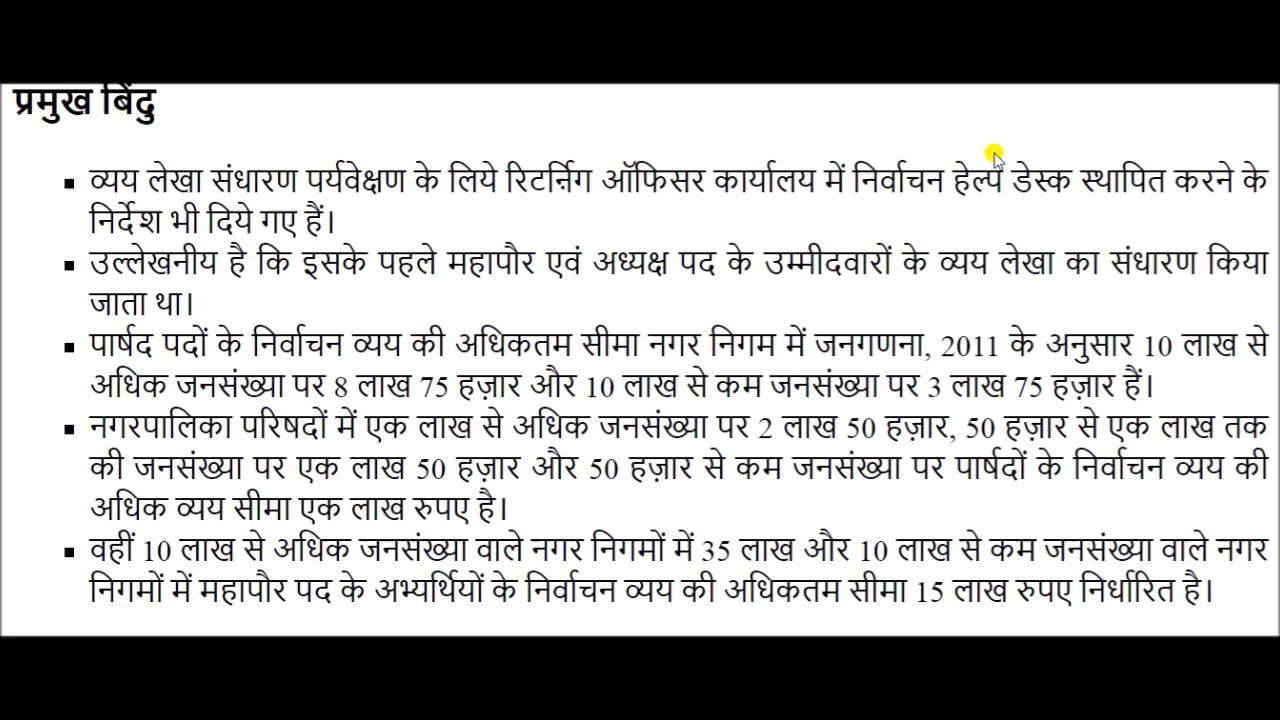 प्रमुख बिंदु
▪ व्यय लेखा संधारण पर्यवेक्षण के लिये रिटर्निंग ऑफिसर कार्यालय में निर्वाचन हेल्प डेस्क स्थापित करने के
निर्देश भी दिये गए हैं।
▪ उल्लेखनीय है कि इसके पहले महापौर एवं अध्यक्ष पद के उम्मीदवारों के व्यय लेखा का संधारण किया
जाता था।
▪ पार्षद पदों के निर्वाचन व्यय की अधिकतम सीमा नगर निगम में जनगणना, 2011 के अनुसार 10 लाख से
अधिक जनसंख्या पर 8 लाख 75 हज़ार और 10 लाख से कम जनसंख्या पर 3 लाख 75 हज़ार हैं।
▪ नगरपालिका परिषदों में एक लाख से अधिक जनसंख्या पर 2 लाख 50 हज़ार, 50 हज़ार से एक लाख तक
की जनसंख्या पर एक लाख 50 हज़ार और 50 हज़ार से कम जनसंख्या पर पार्षदों के निर्वाचन व्यय की
अधिक व्यय सीमा एक लाख रुपए है।
▪ वहीं 10 लाख से अधिक जनसंख्या वाले नगर निगमों में 35 लाख और 10 लाख से कम जनसंख्या वाले नगर
निगमों में महापौर पद के अभ्यर्थियों के निर्वाचन व्यय की अधिकतम सीमा 15 लाख रुपए निर्धारित है।